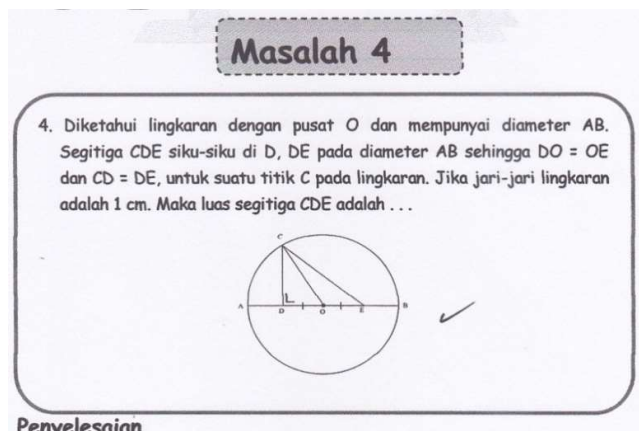 Masalah 4
4. Diketahui lingkaran dengan pusat O dan mempunyai diameter AB.
Segitiga CDE siku-siku di D, DE pada diameter AB sehingga DO = OE
dan CD = DE, untuk suatu titik C pada lingkaran. Jika jari-jari lingkaran
adalah 1 cm. Maka luas segitiga CDE adalah . . .
C
A D O E B
Penyelesaian